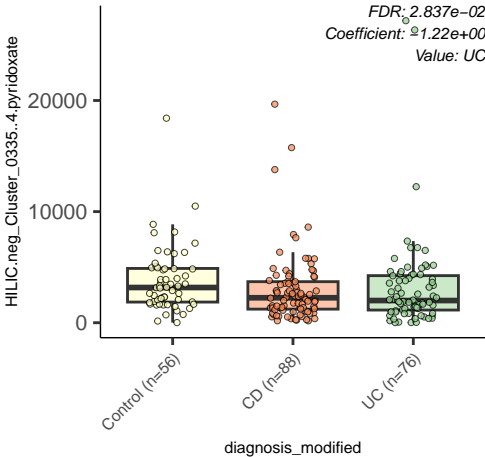 FDR: 2.837e−02
Coefficient: −1.22e+00
Value: UC
HILIC.neg_Cluster_0335..4.pyridoxate
20000
10000
0
Control (n=56)
CD (n=88)
UC (n=76)
diagnosis_modified